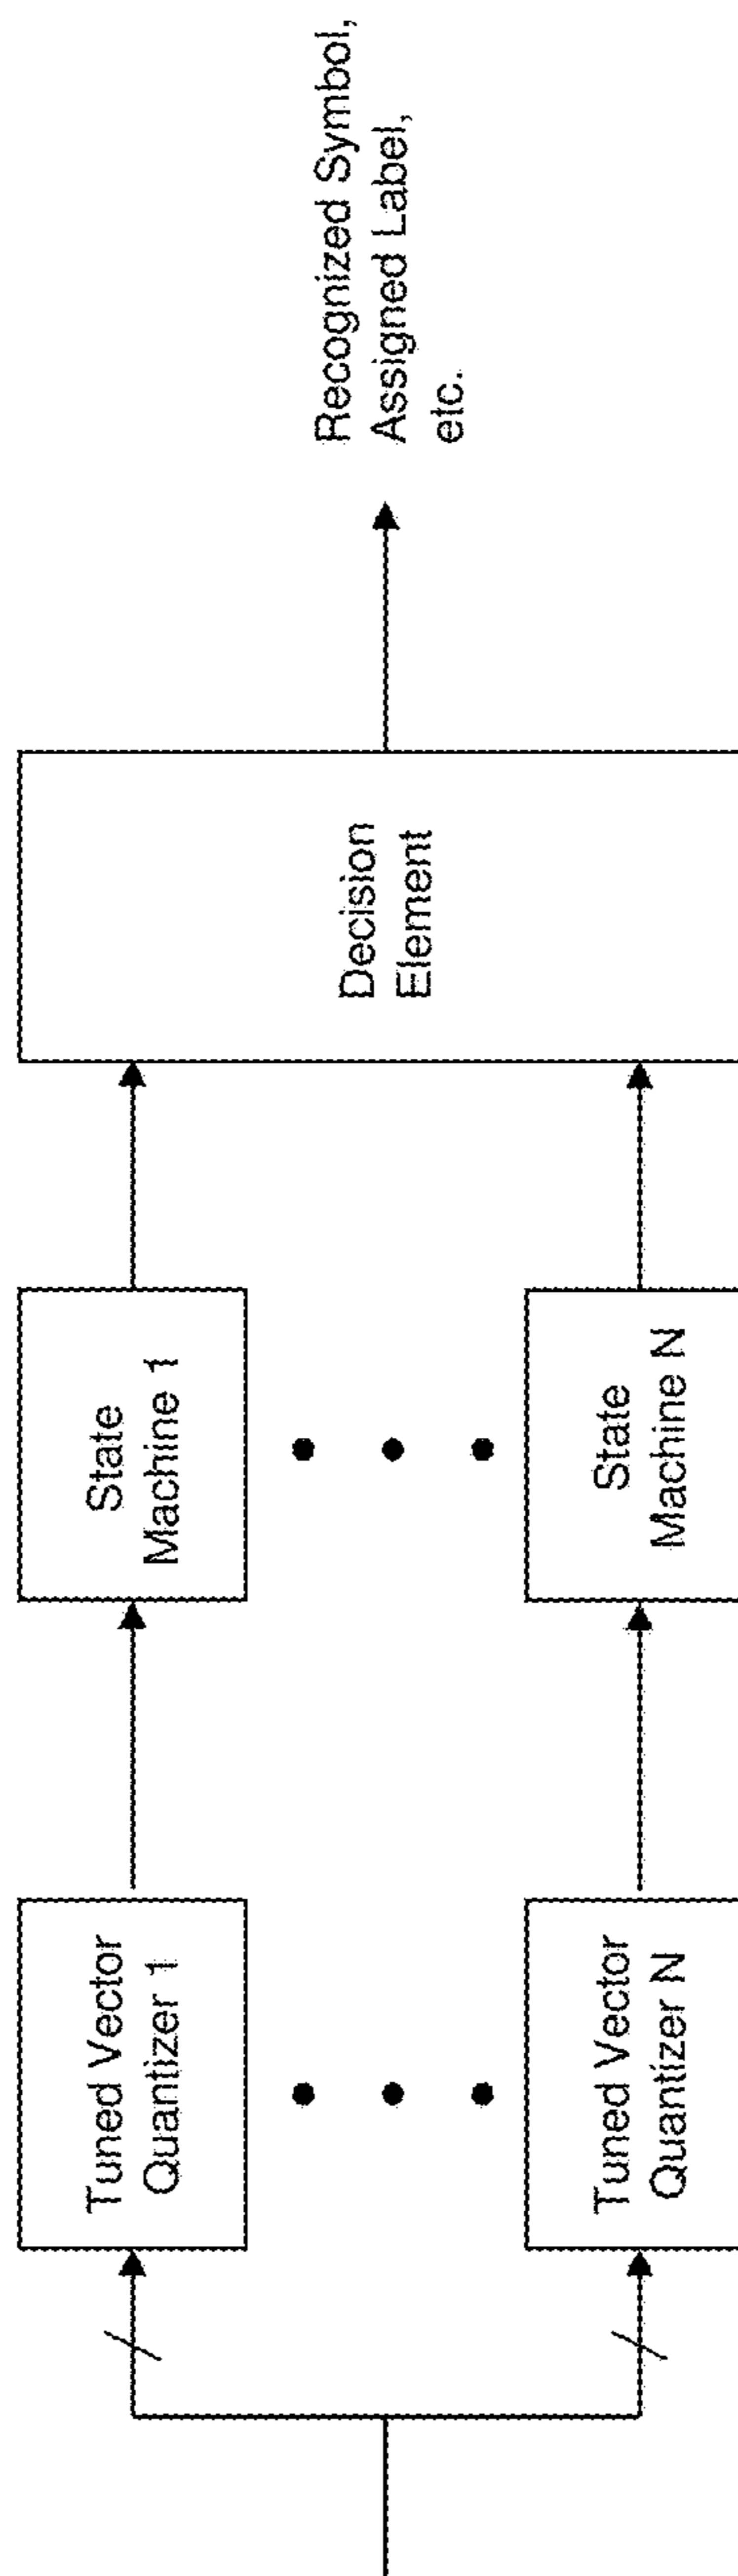 Tuned Vector
Quantizer 1
Tuned Vector
Quantizer N
State
Machine 1
State
Machine N
Decision
Element
Recognized Symbol,
Assigned Label,
etc.